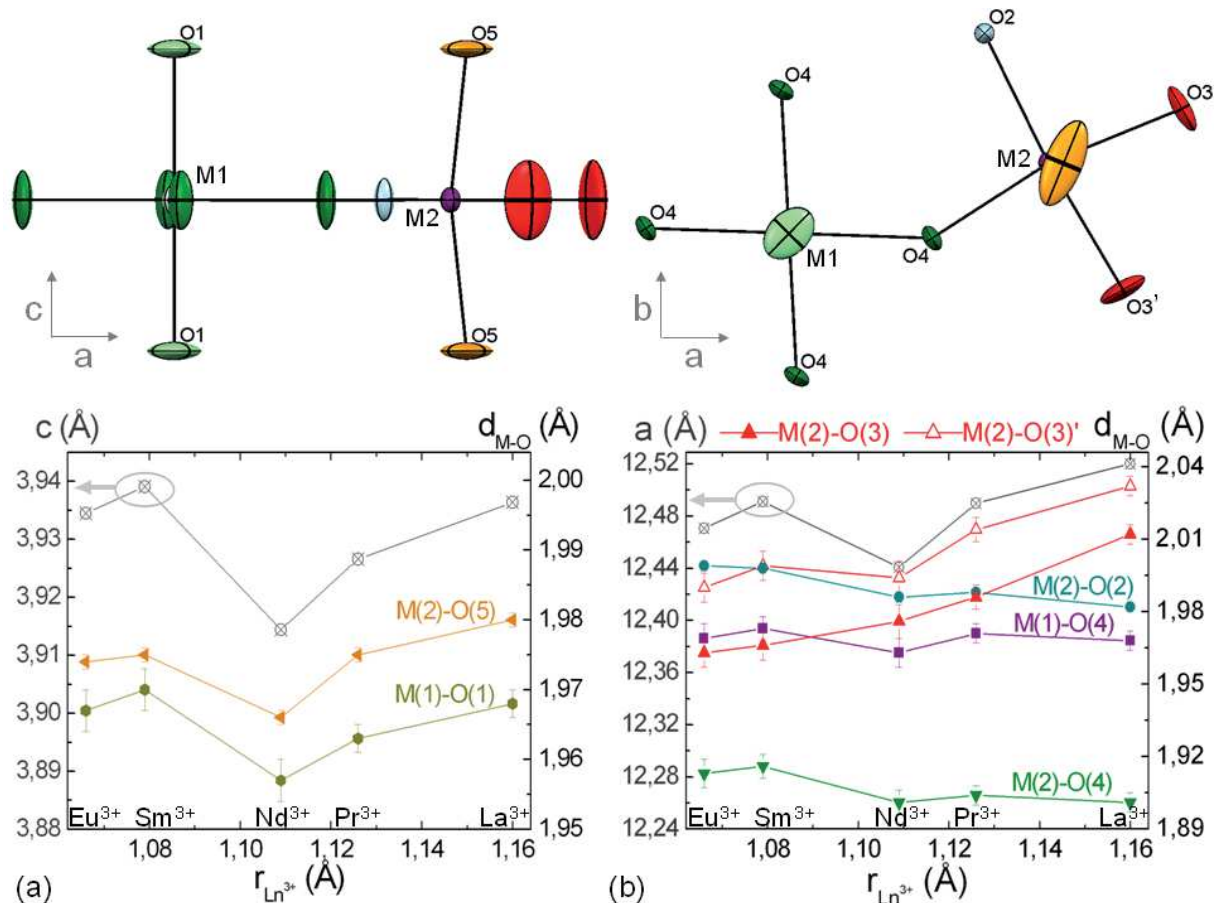 O1 O5
M1
M2
O1 O5
c
a
O2
O4
O3
M2
O4
O4
M1
O3’
O4
b
a
c (Å) d_M-O (Å)
3,94
3,93
3,92
3,91
3,90
3,89
3,88
2,00
1,99
1,98
1,97
1,96
1,95
M(2)-O(5)
M(1)-O(1)
Eu³⁺ Sm³⁺ Nd³⁺ Pr³⁺ La³⁺
1,08 1,10 1,12 1,14 1,16
(a) r_Ln³⁺ (Å)
a (Å) M(2)-O(3) M(2)-O(3)' d_M-O (Å)
12,52
12,48
12,44
12,40
12,36
12,32
12,28
12,24
2,04
2,01
1,98
1,95
1,92
1,89
M(2)-O(2)
M(1)-O(4)
M(2)-O(4)
Eu³⁺ Sm³⁺ Nd³⁺ Pr³⁺ La³⁺
1,08 1,10 1,12 1,14 1,16
(b) r_Ln³⁺ (Å)